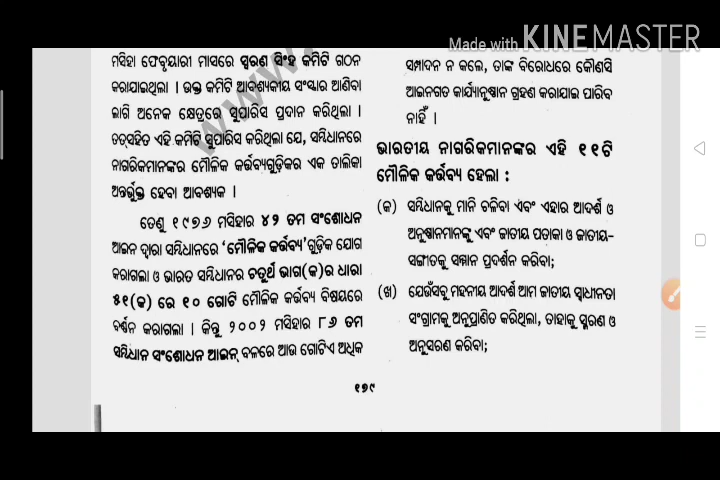 Made with KINEMASTER
ମସିହା ଫେବୃୟାରୀ ମାସରେ ସ୍ୱରଣ ସିଂହ କମିଟି ଗଠନ
କରାଯାଇଥିଲା । ଉକ୍ତ କମିଟି ଆବଶ୍ୟକୀୟ ସଂସ୍କାର ଆଣିବା
ଲାଗି ଅନେକ କ୍ଷେତ୍ରରେ ସୁପାରିସ ପ୍ରଦାନ କରିଥିଲା ।
ତତ୍‌ସହିତ ଏହି କମିଟି ସୁପାରିସ କରିଥିଲା ଯେ, ସମ୍ବିଧାନରେ
ନାଗରିକମାନଙ୍କର ମୌଳିକ କର୍ତ୍ତବ୍ୟଗୁଡ଼ିକର ଏକ ତାଲିକା
ଅନ୍ତର୍ଭୁକ୍ତ ହେବା ଆବଶ୍ୟକ ।
ତେଣୁ ୧୯୭୬ ମସିହାର ୪୨ ତମ ସଂଶୋଧନ
ଆଇନ ଦ୍ୱାରା ସମ୍ବିଧାନରେ ‘ମୌଳିକ କର୍ତ୍ତବ୍ୟ’ ଗୁଡ଼ିକ ଯୋଗ
କରାଗଲା ଓ ଭାରତ ସମ୍ବିଧାନର ଚତୁର୍ଥ ଭାଗ(କ)ର ଧାରା
୫୧(କ) ରେ ୧୦ ଗୋଟି ମୌଳିକ କର୍ତ୍ତବ୍ୟ ବିଷୟରେ
ବର୍ଣ୍ଣନ କରାଗଲା । କିନ୍ତୁ ୨୦୦୨ ମସିହାର ୮୬ ତମ
ସମ୍ବିଧାନ ସଂଶୋଧନ ଆଇନ୍ ବଳରେ ଆଉ ଗୋଟିଏ ଅଧିକ
ସମ୍ପାଦନ ନ କଲେ, ତାଙ୍କ ବିରୋଧରେ କୌଣସି
ଆଇନଗତ କାର୍ଯ୍ୟାନୁଷ୍ଠାନ ଗ୍ରହଣ କରାଯାଇ ପାରିବ
ନାହିଁ ।
ଭାରତୀୟ ନାଗରିକମାନଙ୍କର ଏହି ୧୧ଟି
ମୌଳିକ କର୍ତ୍ତବ୍ୟ ହେଲା :
(କ) ସମ୍ବିଧାନକୁ ମାନି ଚଳିବା ଏବଂ ଏହାର ଆଦର୍ଶ ଓ
ଅନୁଷ୍ଠାନମାନଙ୍କୁ ଏବଂ ଜାତୀୟ ପତାକା ଓ ଜାତୀୟ-
ସଙ୍ଗୀତକୁ ସମ୍ମାନ ପ୍ରଦର୍ଶନ କରିବା;
(ଖ) ଯେଉଁସବୁ ମହନୀୟ ଆଦର୍ଶ ଆମ ଜାତୀୟ ସ୍ୱାଧୀନତା
ସଂଗ୍ରାମକୁ ଅନୁପ୍ରାଣିତ କରିଥିଲା, ତାହାକୁ ସ୍ମରଣ ଓ
ଅନୁସରଣ କରିବା;
୧୭୯